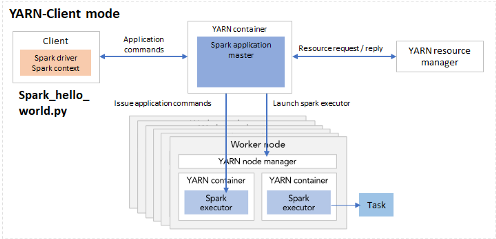 YARN-Client mode
Client
Spark driver
Spark context
Spark_hello_
world.py
Application
commands
YARN container
Spark application
master
Resource request / reply
YARN resource
manager
Issue application commands
Launch spark executor
Worker node
YARN node manager
YARN container
Spark
executor
YARN container
Spark
executor
Task